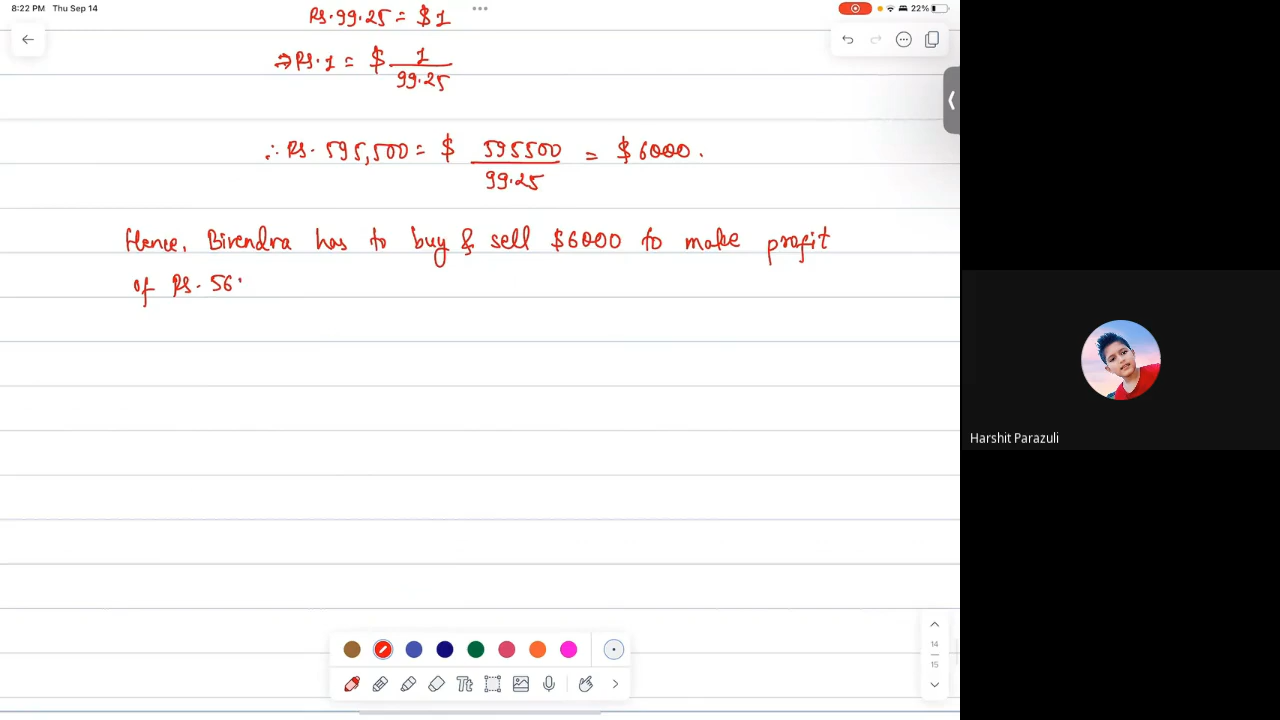 8:22 PM Thu Sep 14
22%
Rs. 99.25 = $1
⇒ Rs. 1 = $ 1/99.25
∴ Rs. 595,500 = $ 595500/99.25 = $6000.
Hence, Birendra has to buy & sell $6000 to make profit
of Rs. 56
Harshit Parazuli
Tt
14
15